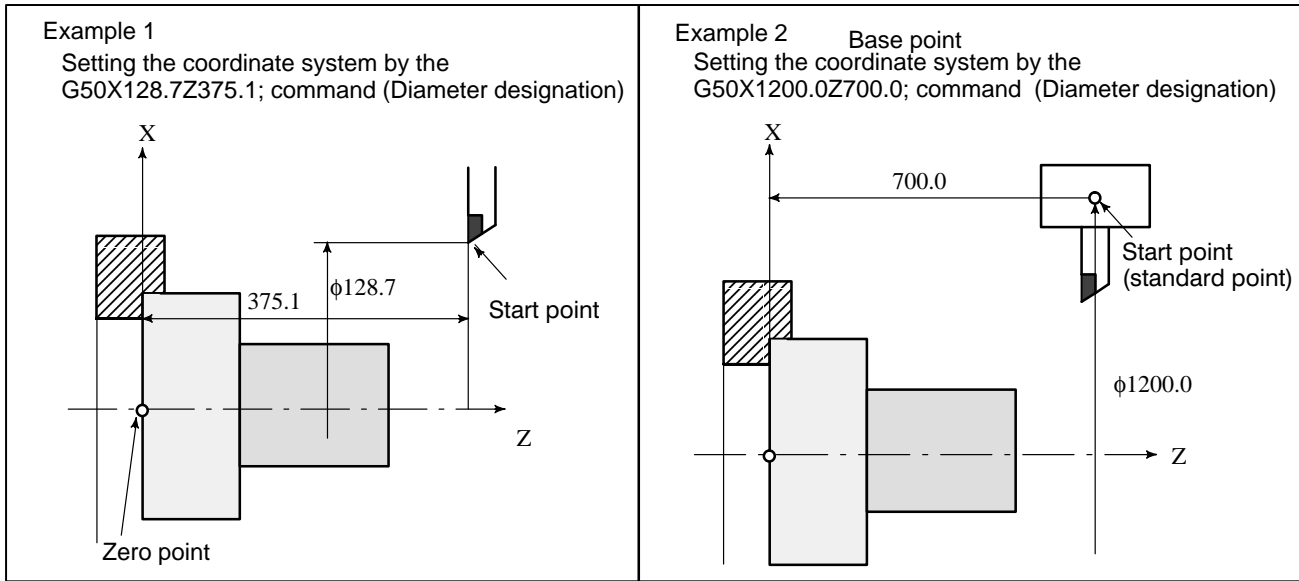 Example 1
Setting the coordinate system by the
G50X128.7Z375.1; command (Diameter designation)
X
375.1
ϕ128.7
Start point
Z
Zero point
Example 2
Base point
Setting the coordinate system by the
G50X1200.0Z700.0; command (Diameter designation)
X
700.0
Start point
(standard point)
ϕ1200.0
Z